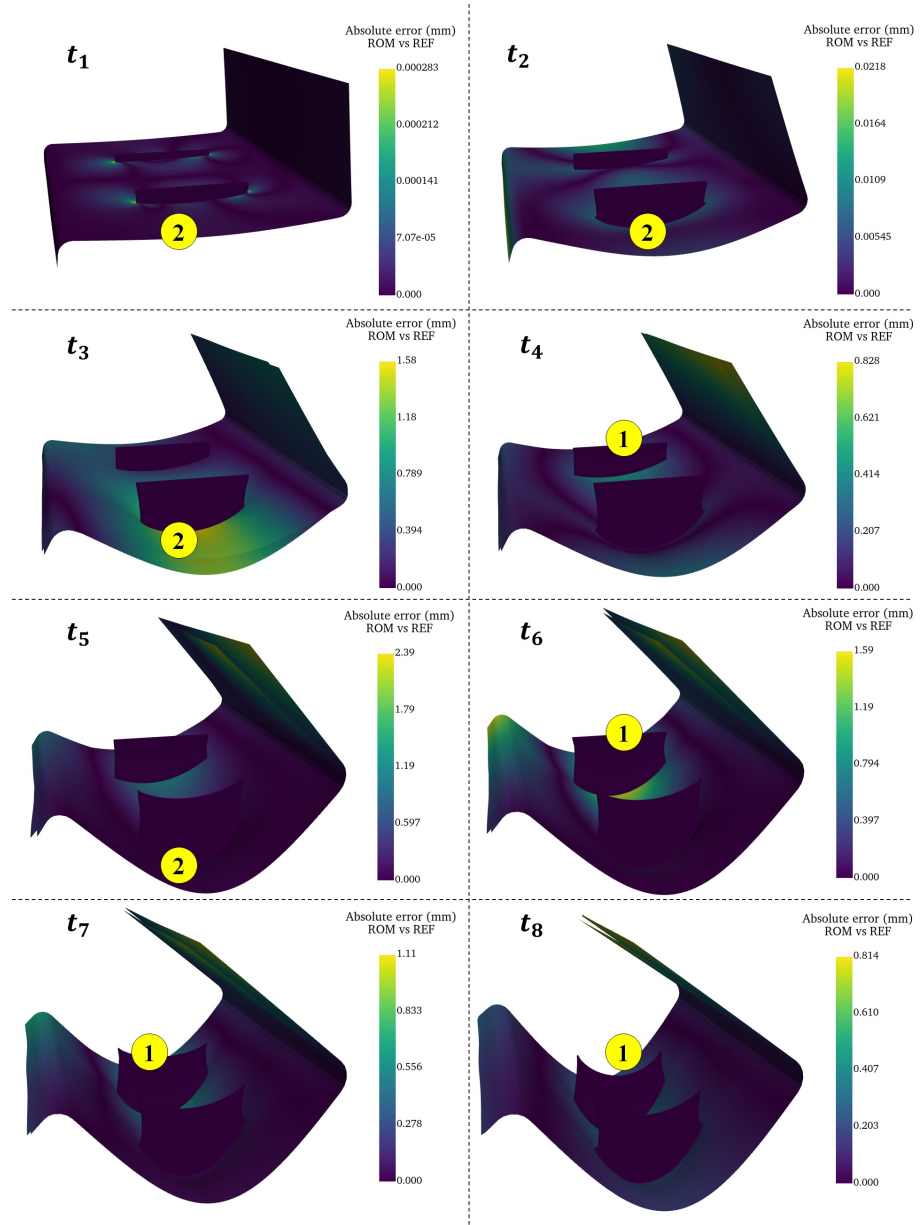 t₁
Absolute error (mm)
ROM vs REF
0.000283
0.000212
0.000141
7.07e-05
0.000
2
t₂
Absolute error (mm)
ROM vs REF
0.0218
0.0164
0.0109
0.00545
0.000
2
t₃
Absolute error (mm)
ROM vs REF
1.58
1.18
0.789
0.394
0.000
2
t₄
Absolute error (mm)
ROM vs REF
0.828
0.621
0.414
0.207
0.000
1
t₅
Absolute error (mm)
ROM vs REF
2.39
1.79
1.19
0.597
0.000
2
t₆
Absolute error (mm)
ROM vs REF
1.59
1.19
0.794
0.397
0.000
1
t₇
Absolute error (mm)
ROM vs REF
1.11
0.833
0.556
0.278
0.000
1
t₈
Absolute error (mm)
ROM vs REF
0.814
0.610
0.407
0.203
0.000
1